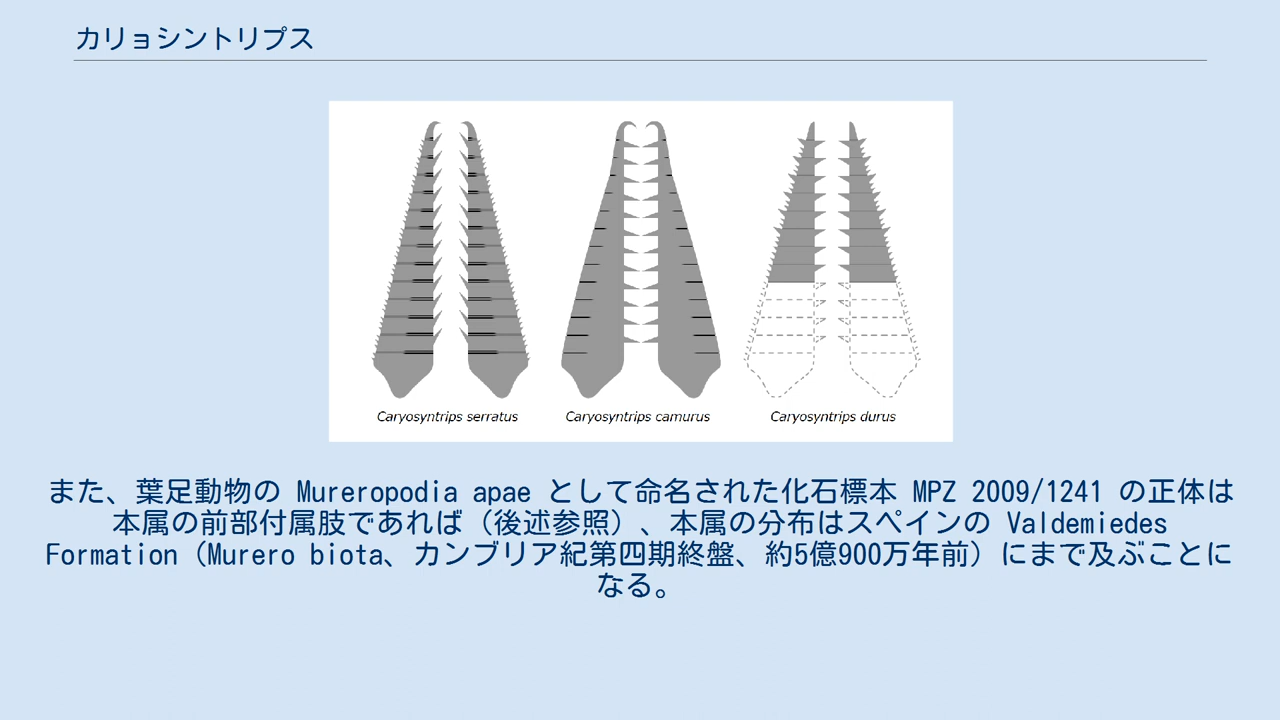 カリョシントリプス
Caryosyntrips serratus
Caryosyntrips camurus
Caryosyntrips durus
また、葉足動物の Mureropodia apae として命名された化石標本 MPZ 2009/1241 の正体は
本属の前部付属肢であれば（後述参照）、本属の分布はスペインの Valdemiedes
Formation（Murero biota、カンブリア紀第四期終盤、約5億900万年前）にまで及ぶことに
なる。